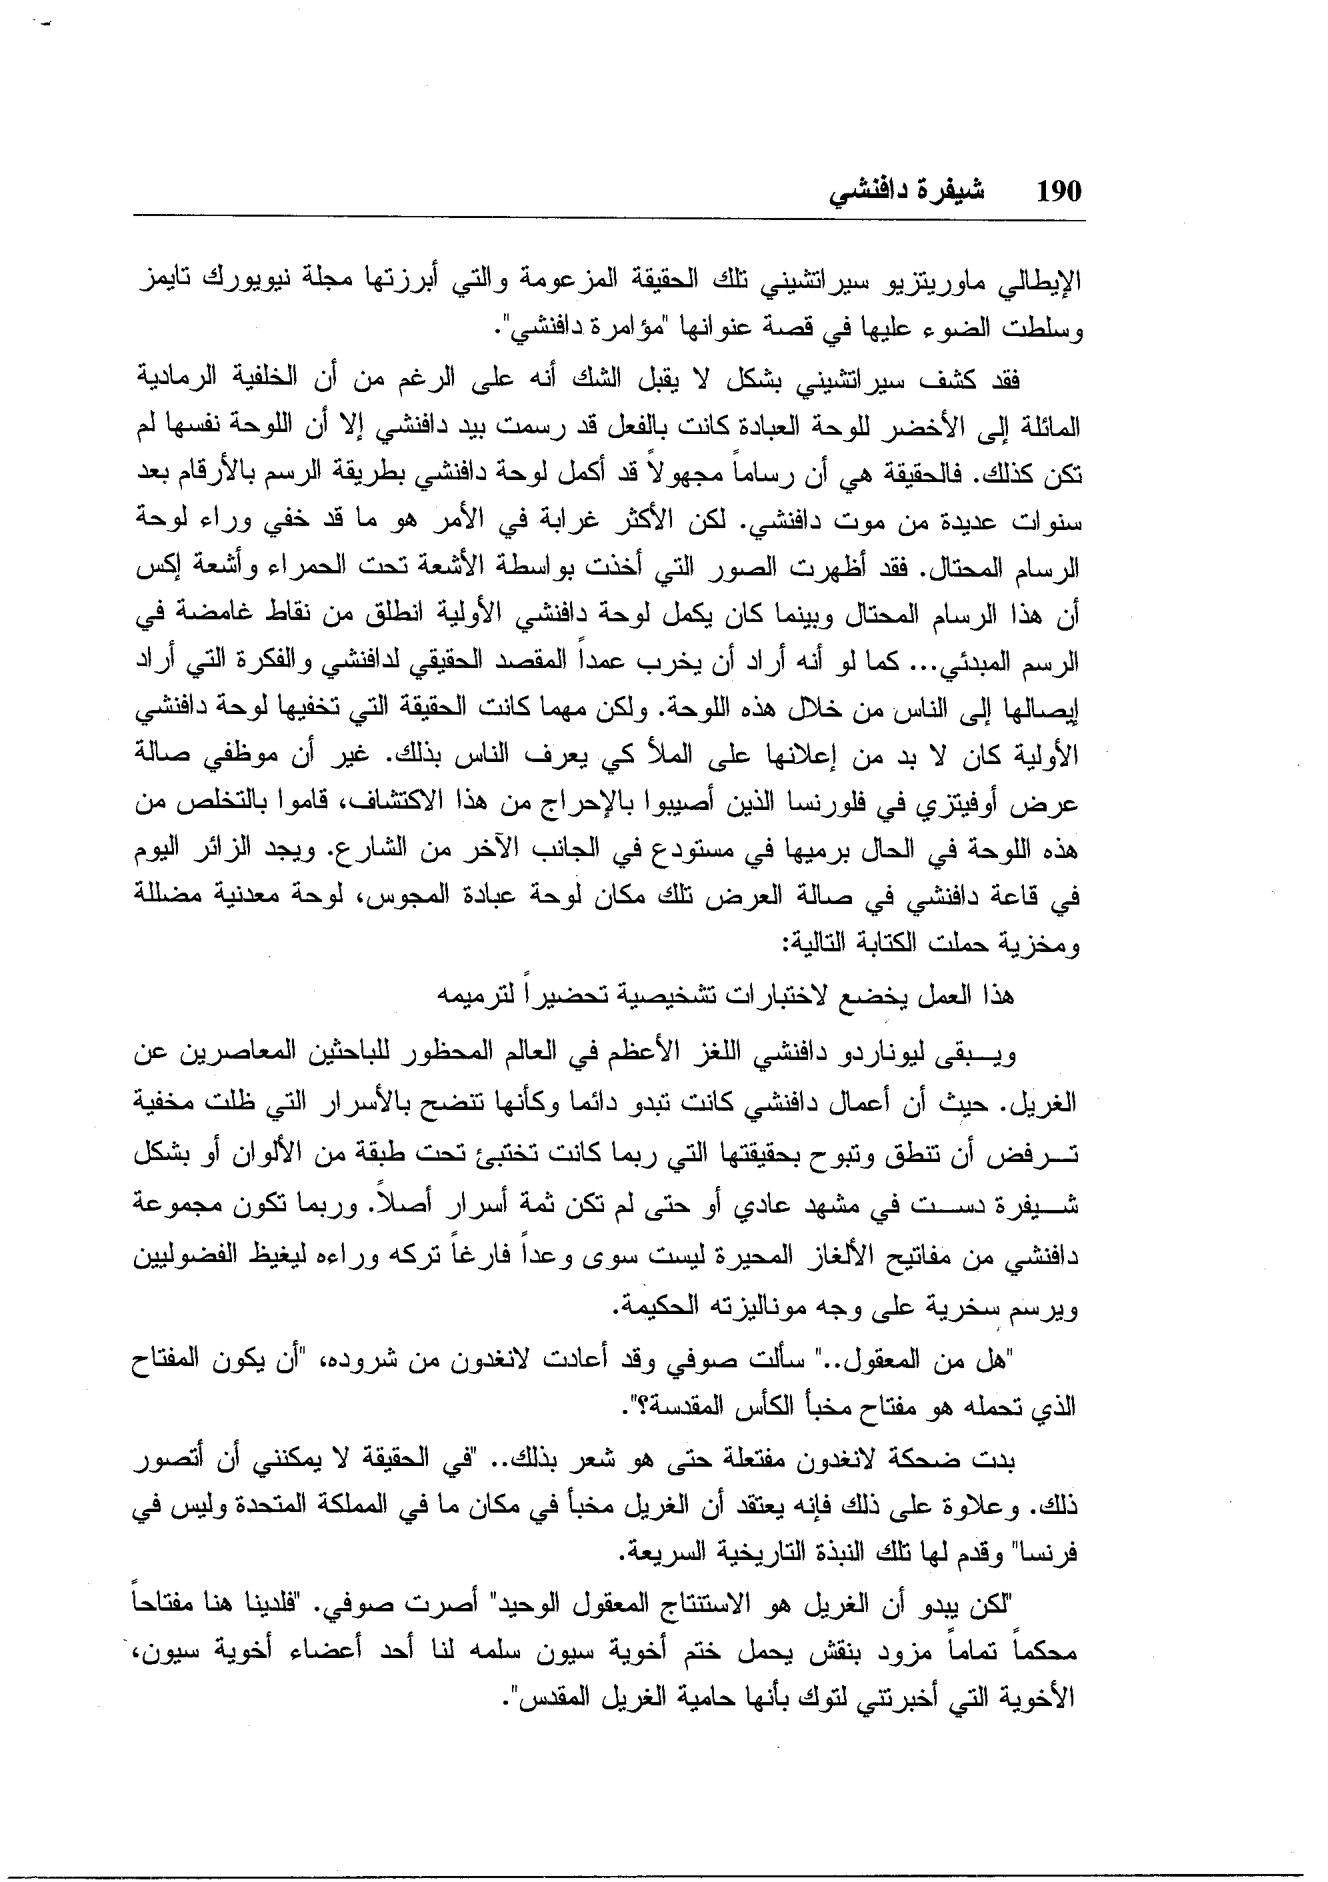 190 شيفرة دافنشي
الإيطالي ماوريتزيو سيراتشيني تلك الحقيقة المزعومة والتي أبرزتها مجلة نيويورك تايمز
وسلطت الضوء عليها في قصة عنوانها "مؤامرة دافنشي".
فقد كشف سيراتشيني بشكل لا يقبل الشك أنه على الرغم من أن الخلفية الرمادية
المائلة إلى الأخضر للوحة العبادة كانت بالفعل قد رسمت بيد دافنشي إلا أن اللوحة نفسها لم
تكن كذلك. فالحقيقة هي أن رساماً مجهولاً قد أكمل لوحة دافنشي بطريقة الرسم بالأرقام بعد
سنوات عديدة من موت دافنشي. لكن الأكثر غرابة في الأمر هو ما قد خفي وراء لوحة
الرسام المحتال. فقد أظهرت الصور التي أخذت بواسطة الأشعة تحت الحمراء وأشعة إكس
أن هذا الرسام المحتال وبينما كان يكمل لوحة دافنشي الأولية انطلق من نقاط غامضة في
الرسم المبدئي... كما لو أنه أراد أن يخرب عمداً المقصد الحقيقي لدافنشي والفكرة التي أراد
إيصالها إلى الناس من خلال هذه اللوحة. ولكن مهما كانت الحقيقة التي تخفيها لوحة دافنشي
الأولية كان لا بد من إعلانها على الملأ كي يعرف الناس بذلك. غير أن موظفي صالة
عرض أوفيتزي في فلورنسا الذين أصيبوا بالإحراج من هذا الاكتشاف، قاموا بالتخلص من
هذه اللوحة في الحال برميها في مستودع في الجانب الآخر من الشارع. ويجد الزائر اليوم
في قاعة دافنشي في صالة العرض تلك مكان لوحة عبادة المجوس، لوحة معدنية مضللة
ومخزية حملت الكتابة التالية:
هذا العمل يخضع لاختبارات تشخيصية تحضيراً لترميمه
ويـبقى ليوناردو دافنشي اللغز الأعظم في العالم المحظور للباحثين المعاصرين عن
الغريل. حيث أن أعمال دافنشي كانت تبدو دائما وكأنها تنضح بالأسرار التي ظلت مخفية
تـرفض أن تنطق وتبوح بحقيقتها التي ربما كانت تختبئ تحت طبقة من الألوان أو بشكل
شـيفرة دسـت في مشهد عادي أو حتى لم تكن ثمة أسرار أصلاً. وربما تكون مجموعة
دافنشي من مفاتيح الألغاز المحيرة ليست سوى وعداً فارغاً تركه وراءه ليغيظ الفضوليين
ويرسم سخرية على وجه موناليزته الحكيمة.
"هل من المعقول.." سألت صوفي وقد أعادت لانغدون من شروده، "أن يكون المفتاح
الذي تحمله هو مفتاح مخبأ الكأس المقدسة؟".
بدت ضحكة لانغدون مفتعلة حتى هو شعر بذلك.. "في الحقيقة لا يمكنني أن أتصور
ذلك. وعلاوة على ذلك فإنه يعتقد أن الغريل مخبأ في مكان ما في المملكة المتحدة وليس في
فرنسا" وقدم لها تلك النبذة التاريخية السريعة.
"لكن يبدو أن الغريل هو الاستنتاج المعقول الوحيد" أصرت صوفي. "فلدينا هنا مفتاحاً
محكماً تماماً مزود بنقش يحمل ختم أخوية سيون سلمه لنا أحد أعضاء أخوية سيون،
الأخوية التي أخبرتني لتوك بأنها حامية الغريل المقدس".